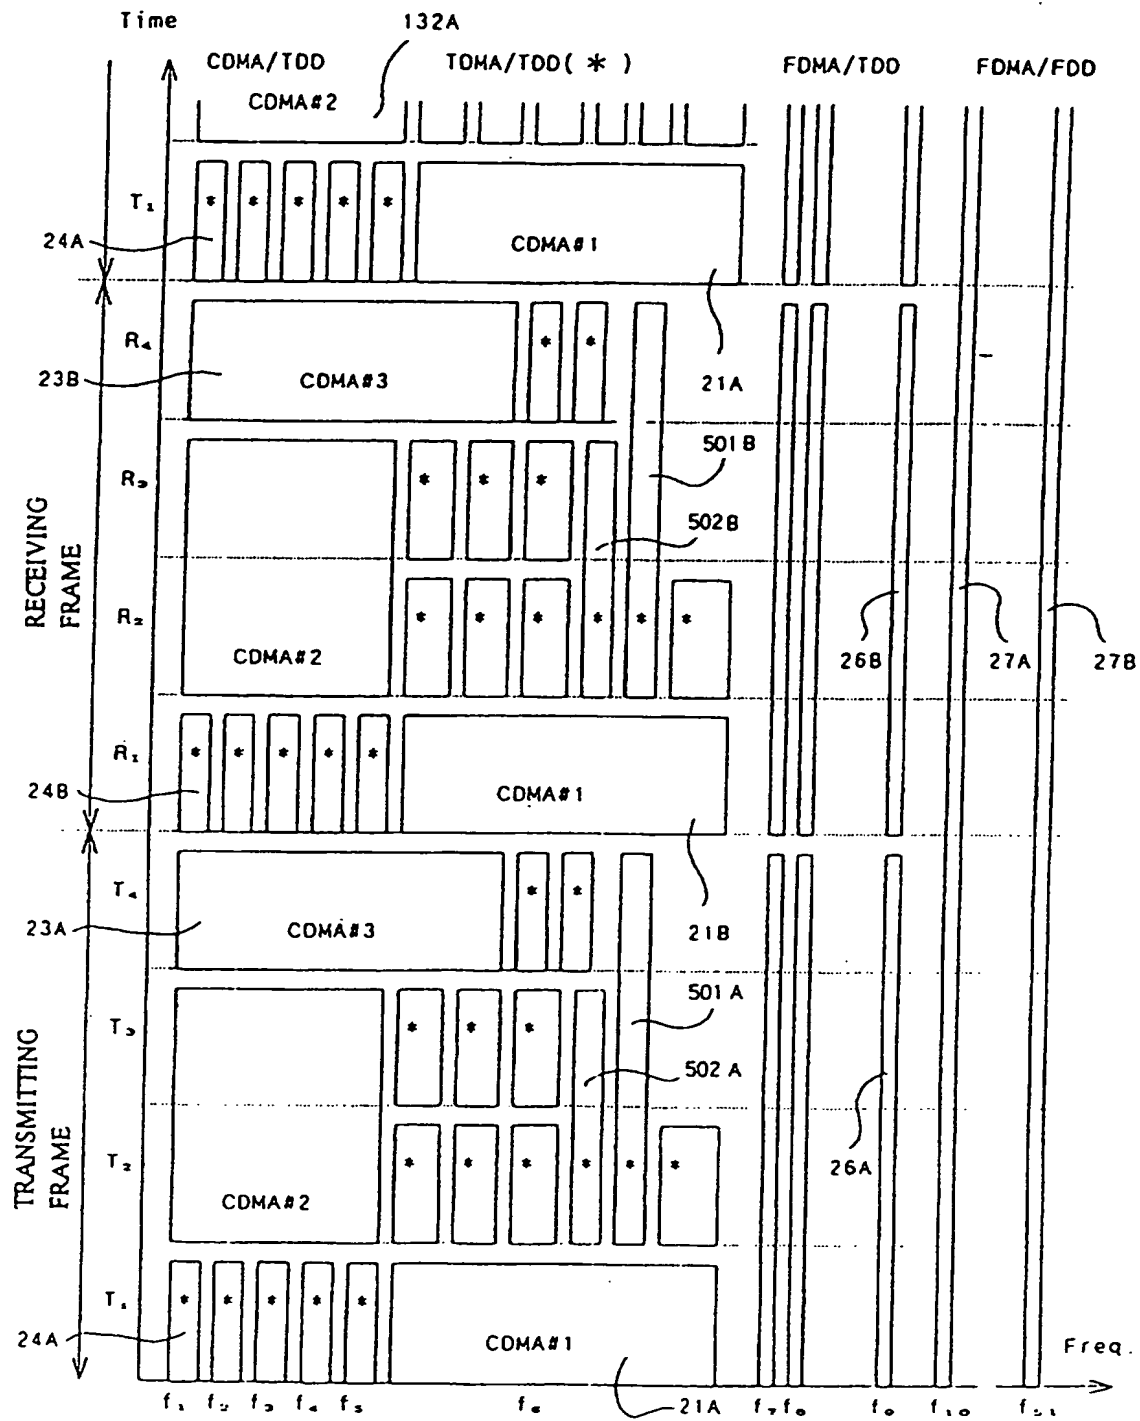 Time
132A
CDMA/TDD TDMA/TDD( * ) FDMA/TDD FDMA/FDD
CDMA#2
T₁
* * * * *
24A
CDMA#1
R₄
* *
23B
CDMA#3
21A
501B
R₃
* * *
502B
RECEIVING
FRAME
R₂
* * * * * *
CDMA#2
26B
27A
27B
R₁
* * * * *
24B
CDMA#1
T₄
* *
23A
CDMA#3
21B
501A
T₃
* * *
502A
TRANSMITTING
FRAME
T₂
* * * * * *
26A
CDMA#2
T₁
* * * * *
24A
CDMA#1
Freq.
f₁ f₂ f₃ f₄ f₅ f₆ 21A f₇ f₈ f₉ f₁₀